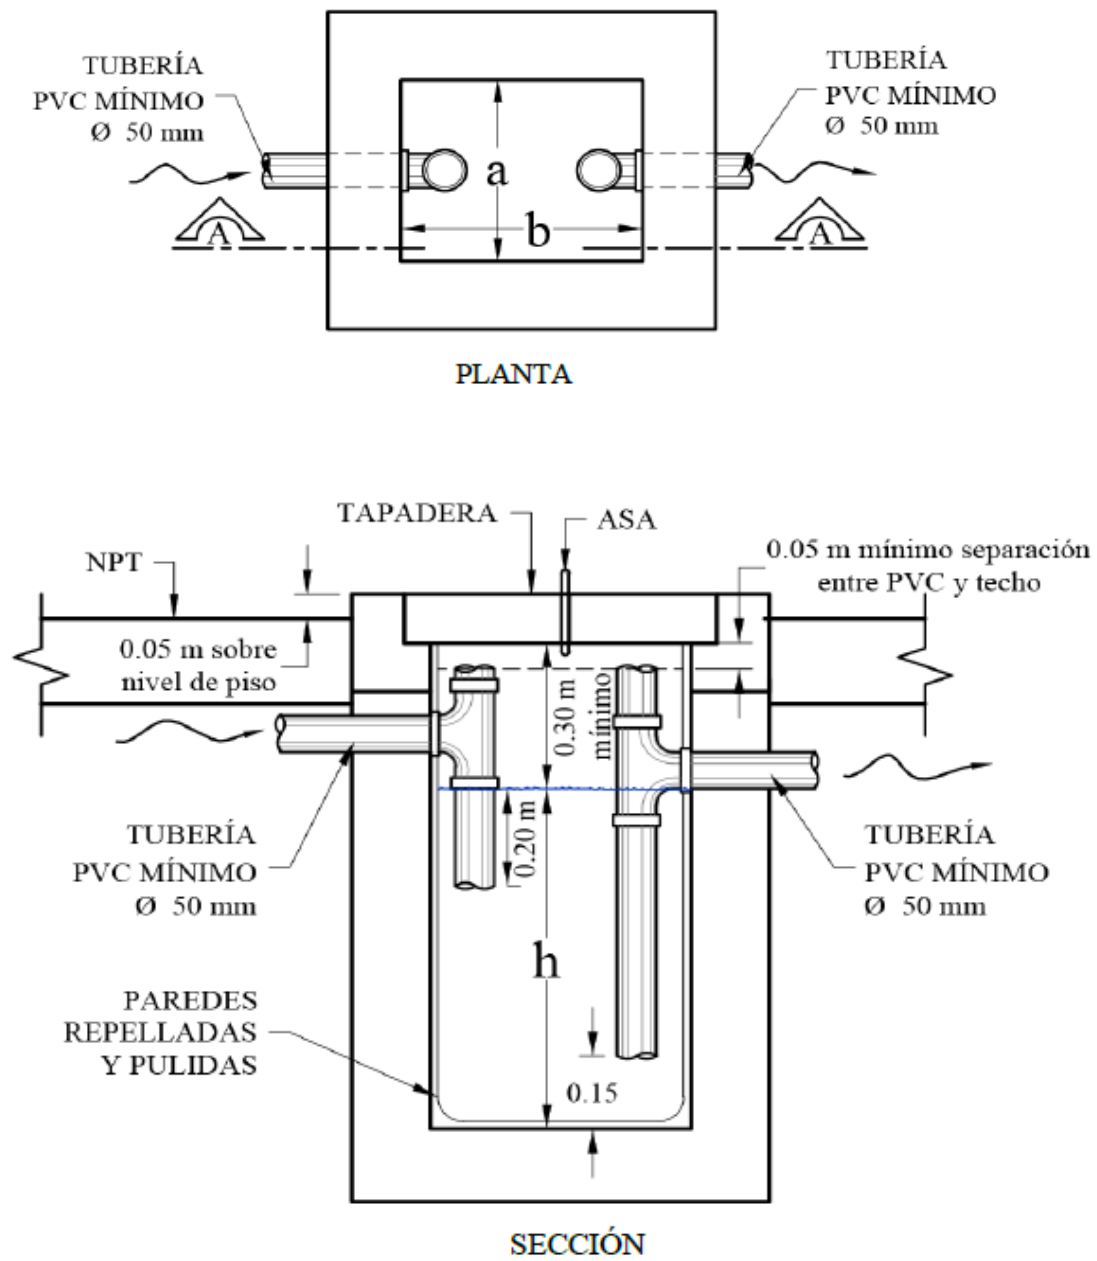 TUBERÍA
PVC MÍNIMO
Ø 50 mm
TUBERÍA
PVC MÍNIMO
Ø 50 mm
a
b
A
A
PLANTA
TAPADERA
ASA
NPT
0.05 m mínimo separación
entre PVC y techo
0.05 m sobre
nivel de piso
0.30 m
mínimo
0.20 m
TUBERÍA
PVC MÍNIMO
Ø 50 mm
TUBERÍA
PVC MÍNIMO
Ø 50 mm
h
PAREDES
REPELLADAS
Y PULIDAS
0.15
SECCIÓN